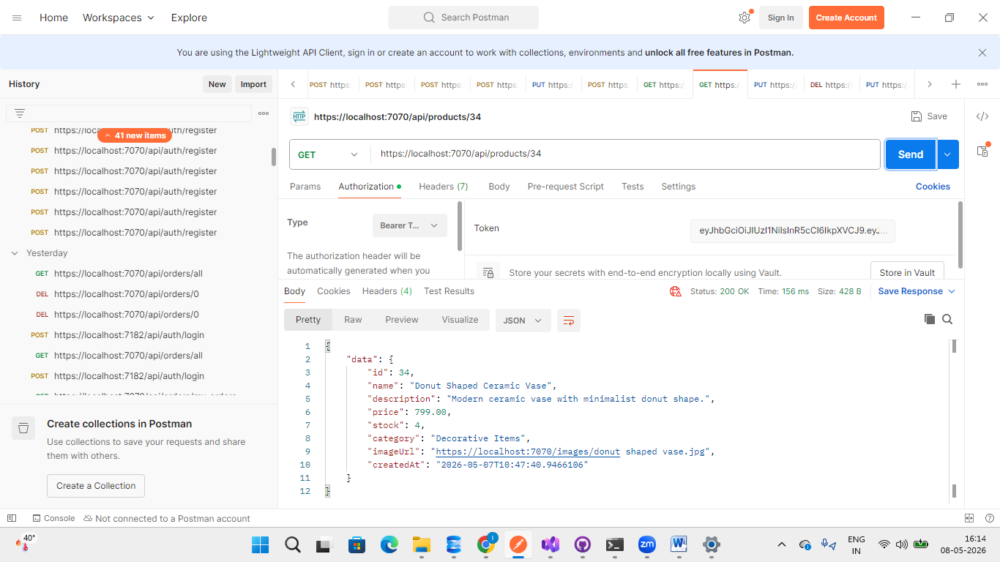 Home Workspaces Explore Search Postman Sign In Create Account
You are using the Lightweight API Client, sign in or create an account to work with collections, environments and unlock all free features in Postman.
History New Import
POST https: POST https: POST https: POST https: PUT https:/ POST https: GET https:/ GET https:/ PUT https:/ DEL https:/ PUT https:/
41 new items
POST https://localhost:7070/api/auth/register
POST https://localhost:7070/api/auth/register
POST https://localhost:7070/api/auth/register
POST https://localhost:7070/api/auth/register
POST https://localhost:7070/api/auth/register
Yesterday
GET https://localhost:7070/api/orders/all
DEL https://localhost:7070/api/orders/0
DEL https://localhost:7070/api/orders/0
POST https://localhost:7182/api/auth/login
GET https://localhost:7070/api/orders/all
POST https://localhost:7182/api/auth/login
Create collections in Postman
Use collections to save your requests and share
them with others.
Create a Collection
HTTP https://localhost:7070/api/products/34 Save
GET https://localhost:7070/api/products/34 Send
Params Authorization Headers (7) Body Pre-request Script Tests Settings Cookies
Type Bearer T...
The authorization header will be
automatically generated when you
Token
Store your secrets with end-to-end encryption locally using Vault. Store in Vault
Body Cookies Headers (4) Test Results Status: 200 OK Time: 156 ms Size: 428 B Save Response
Pretty Raw Preview Visualize JSON
1 {
2 "data": {
3 "id": 34,
4 "name": "Donut Shaped Ceramic Vase",
5 "description": "Modern ceramic vase with minimalist donut shape.",
6 "price": 799.00,
7 "stock": 4,
8 "category": "Decorative Items",
9 "imageUrl": "https://localhost:7070/images/donut shaped vase.jpg",
10 "createdAt": "2026-05-07T10:47:40.9466106"
11 }
12 }
Console Not connected to a Postman account
40°
1
zm
W
ENG
IN
16:14
08-05-2026